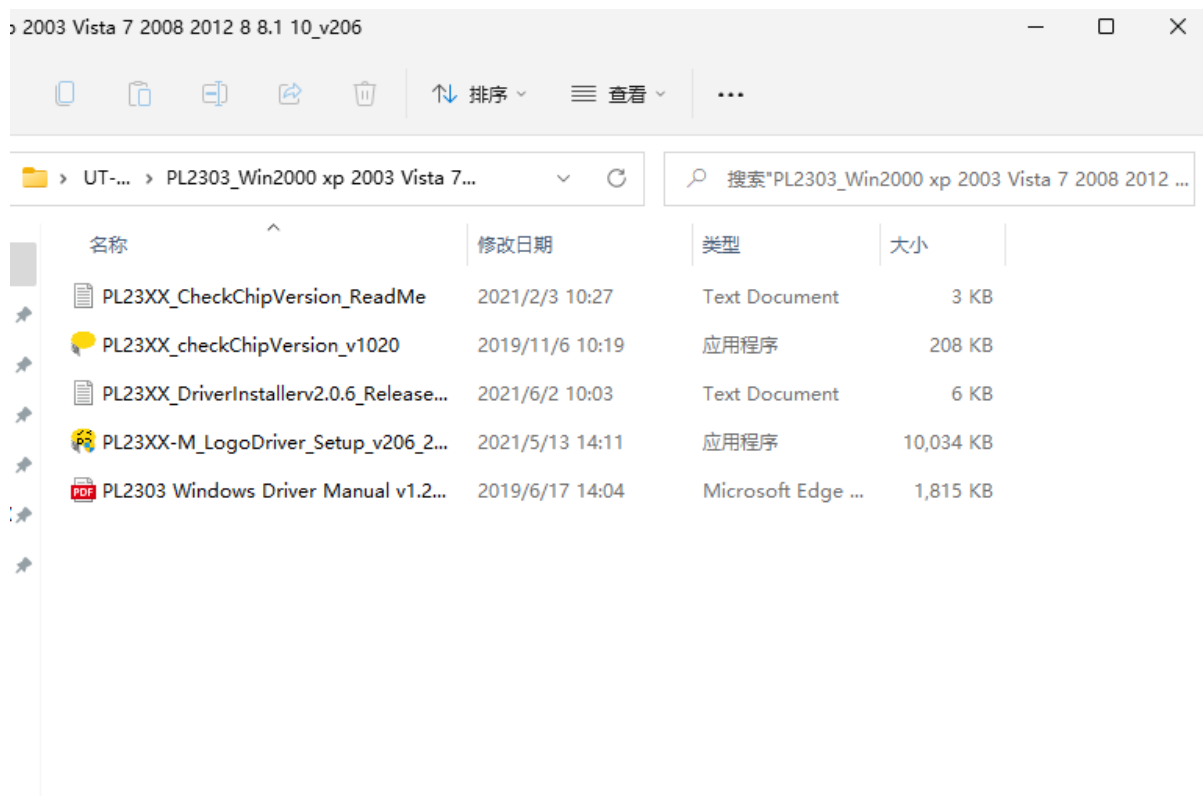 2003 Vista 7 2008 2012 8 8.1 10_v206
排序 查看
UT-... PL2303_Win2000 xp 2003 Vista 7... 搜索"PL2303_Win2000 xp 2003 Vista 7 2008 2012 ...
名称 修改日期 类型 大小
PL23XX_CheckChipVersion_ReadMe 2021/2/3 10:27 Text Document 3 KB
PL23XX_checkChipVersion_v1020 2019/11/6 10:19 应用程序 208 KB
PL23XX_DriverInstallerv2.0.6_Release... 2021/6/2 10:03 Text Document 6 KB
PL23XX-M_LogoDriver_Setup_v206_2... 2021/5/13 14:11 应用程序 10,034 KB
PDF PL2303 Windows Driver Manual v1.2... 2019/6/17 14:04 Microsoft Edge ... 1,815 KB